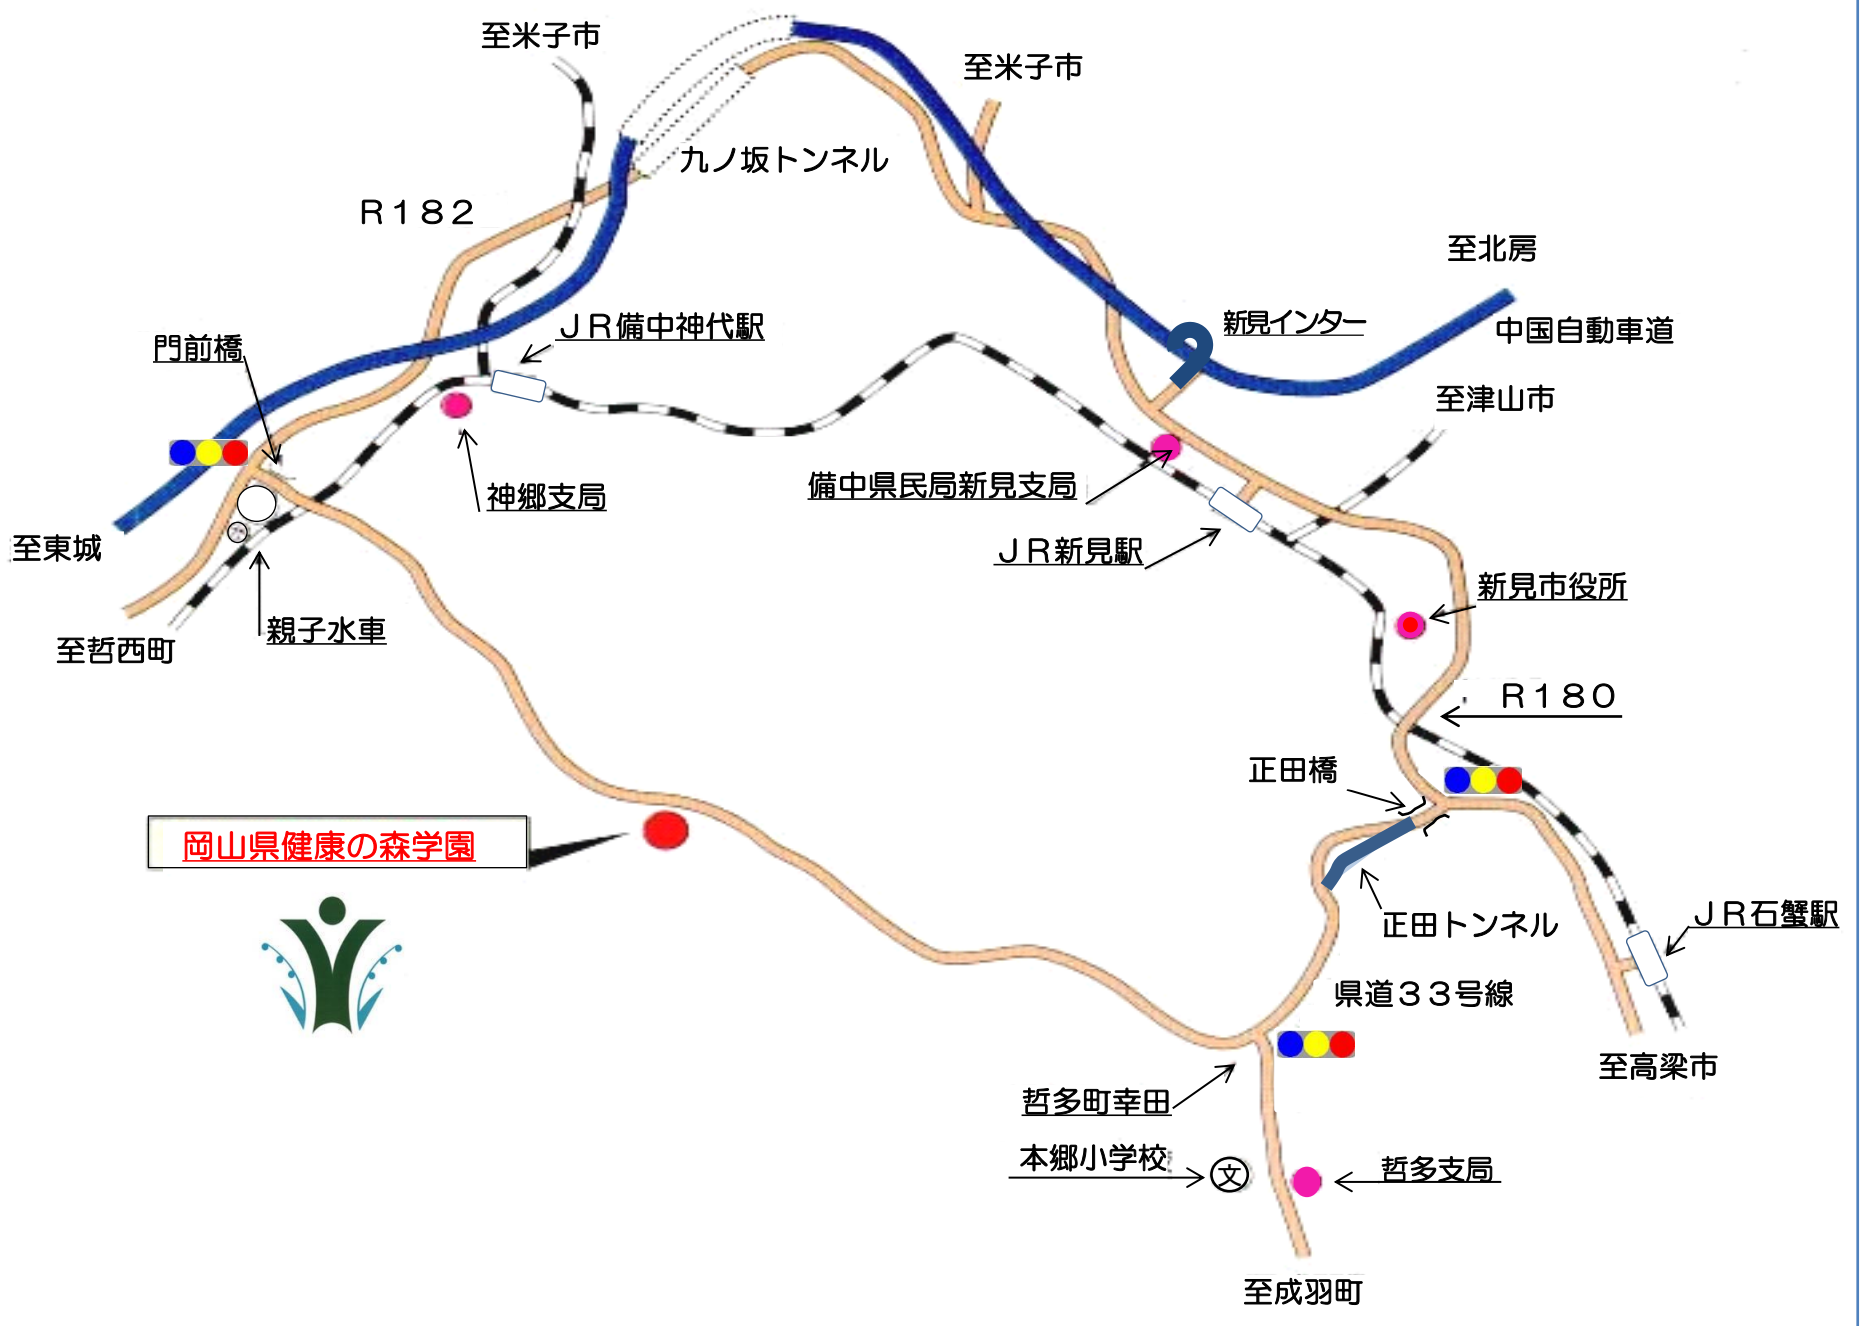 至米子市
至米子市
九ノ坂トンネル
Ｒ１８２
至北房
新見インター
中国自動車道
ＪＲ備中神代駅
門前橋
至津山市
備中県民局新見支局
神郷支局
ＪＲ新見駅
至東城
新見市役所
親子水車
至哲西町
Ｒ１８０
正田橋
岡山県健康の森学園
ＪＲ石蟹駅
正田トンネル
県道３３号線
至高梁市
哲多町幸田
本郷小学校
文
哲多支局
至成羽町